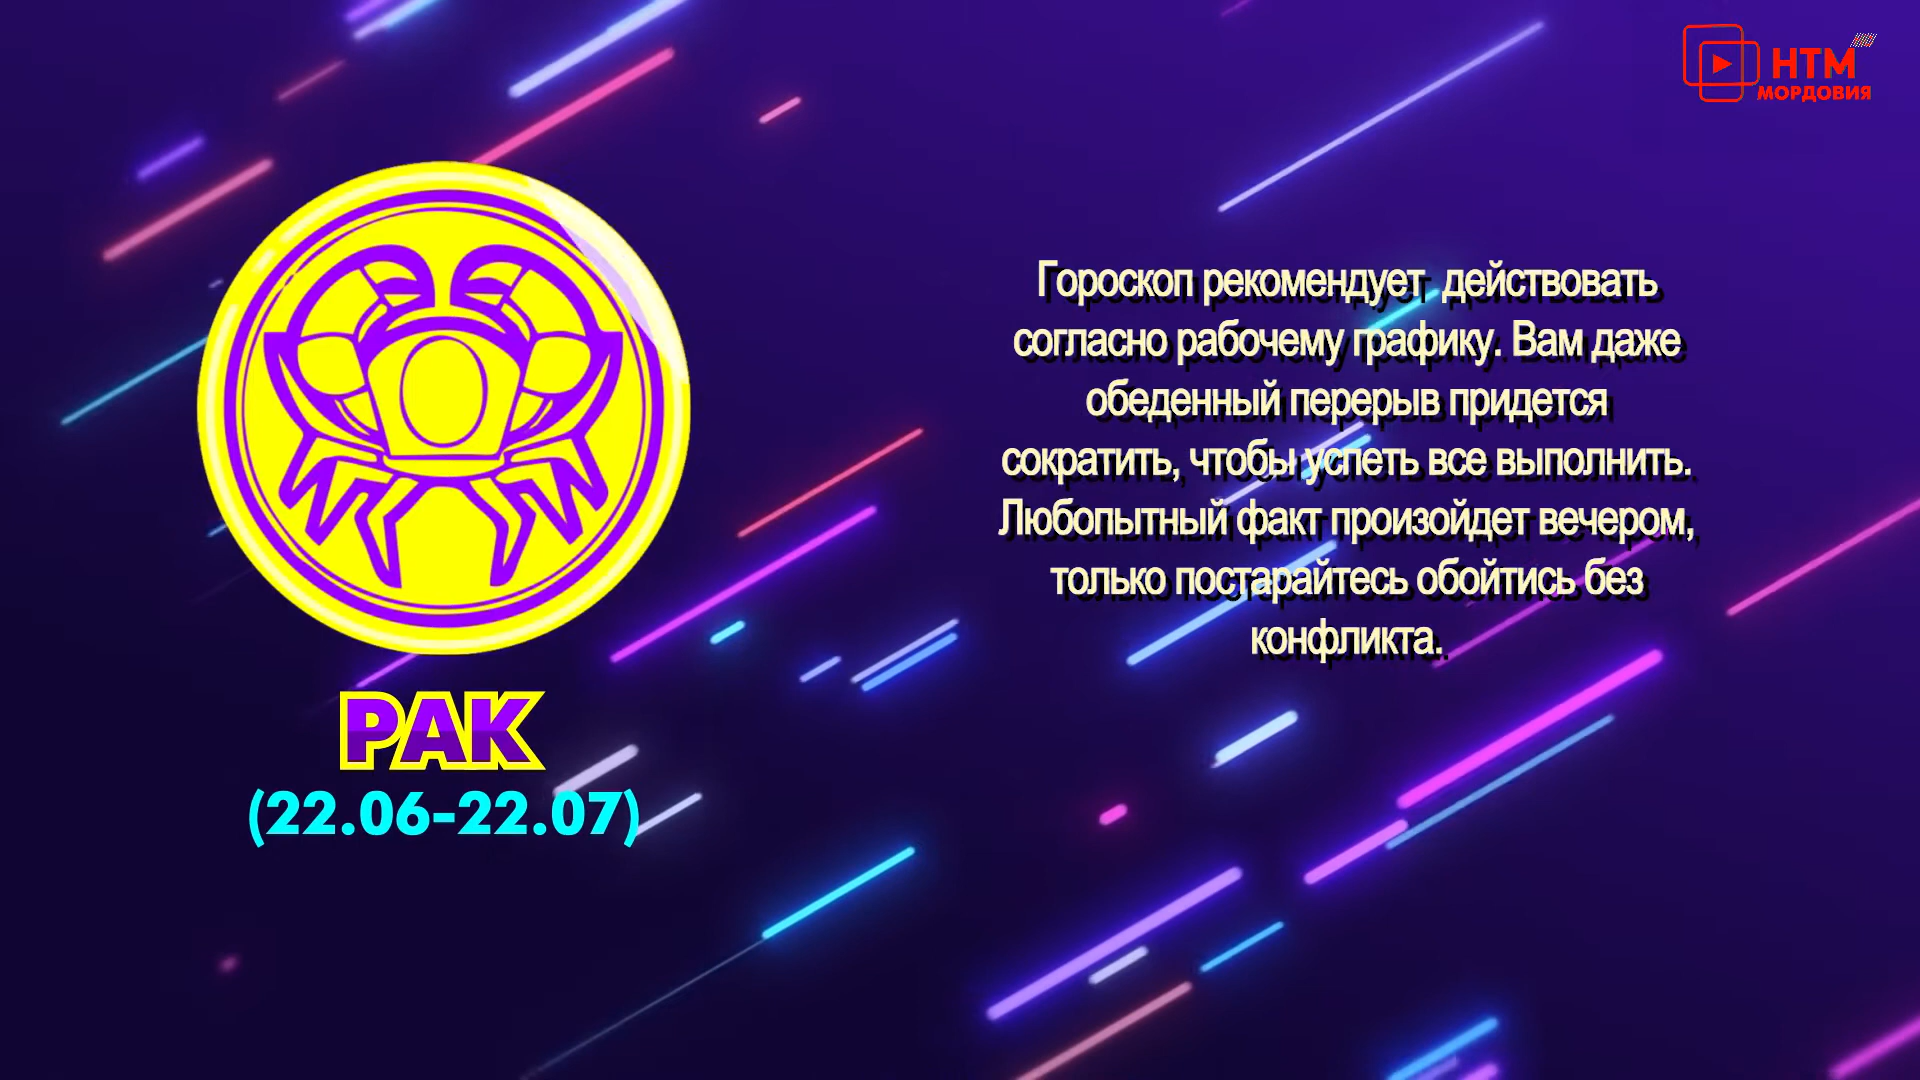 НТМ
МОРДОВИЯ
Гороскоп рекомендует действовать
согласно рабочему графику. Вам даже
обеденный перерыв придется
сократить, чтобы успеть все выполнить.
Любопытный факт произойдет вечером,
только постарайтесь обойтись без
конфликта.
РАК
(22.06-22.07)